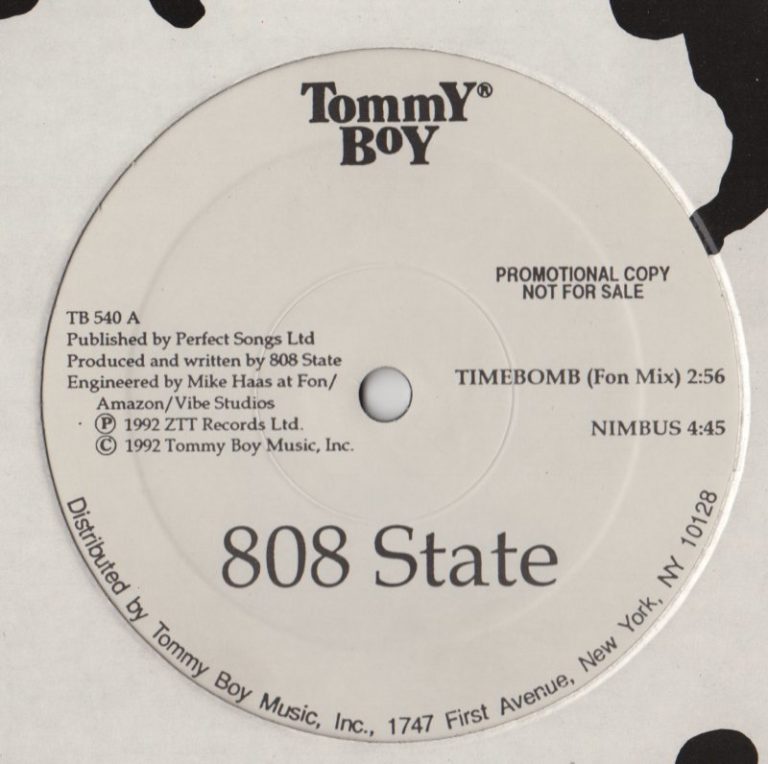 TommY®
BoY
PROMOTIONAL COPY
NOT FOR SALE
TB 540 A
Published by Perfect Songs Ltd
Produced and written by 808 State
Engineered by Mike Haas at Fon/
Amazon/Vibe Studios
Ⓟ 1992 ZTT Records Ltd.
© 1992 Tommy Boy Music, Inc.
TIMEBOMB (Fon Mix) 2:56
NIMBUS 4:45
808 State
Distributed by Tommy Boy Music, Inc., 1747 First Avenue, New York, NY 10128